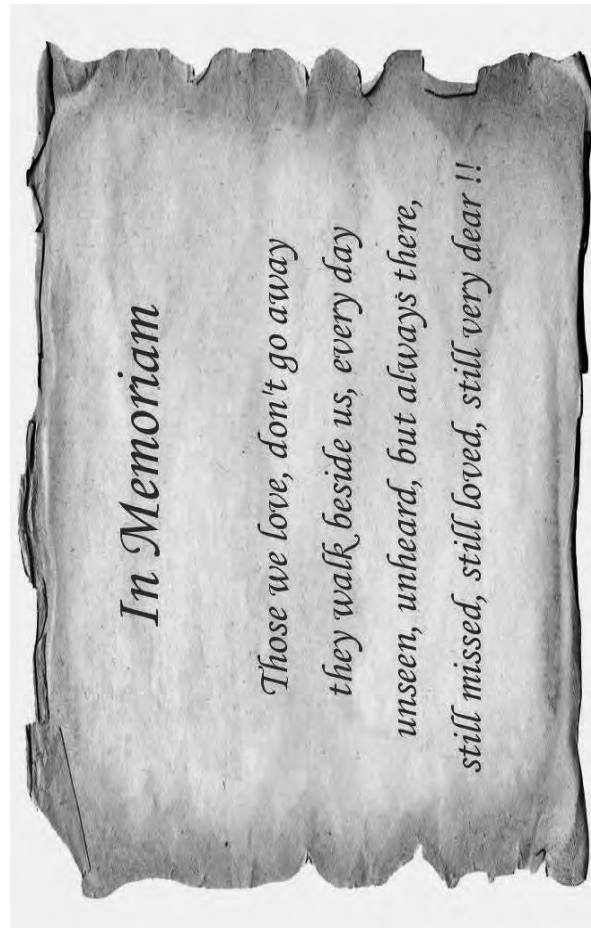 In Memoriam
Those we love, don't go away
they walk beside us, every day
unseen, unheard, but always there,
still missed, still loved, still very dear !!